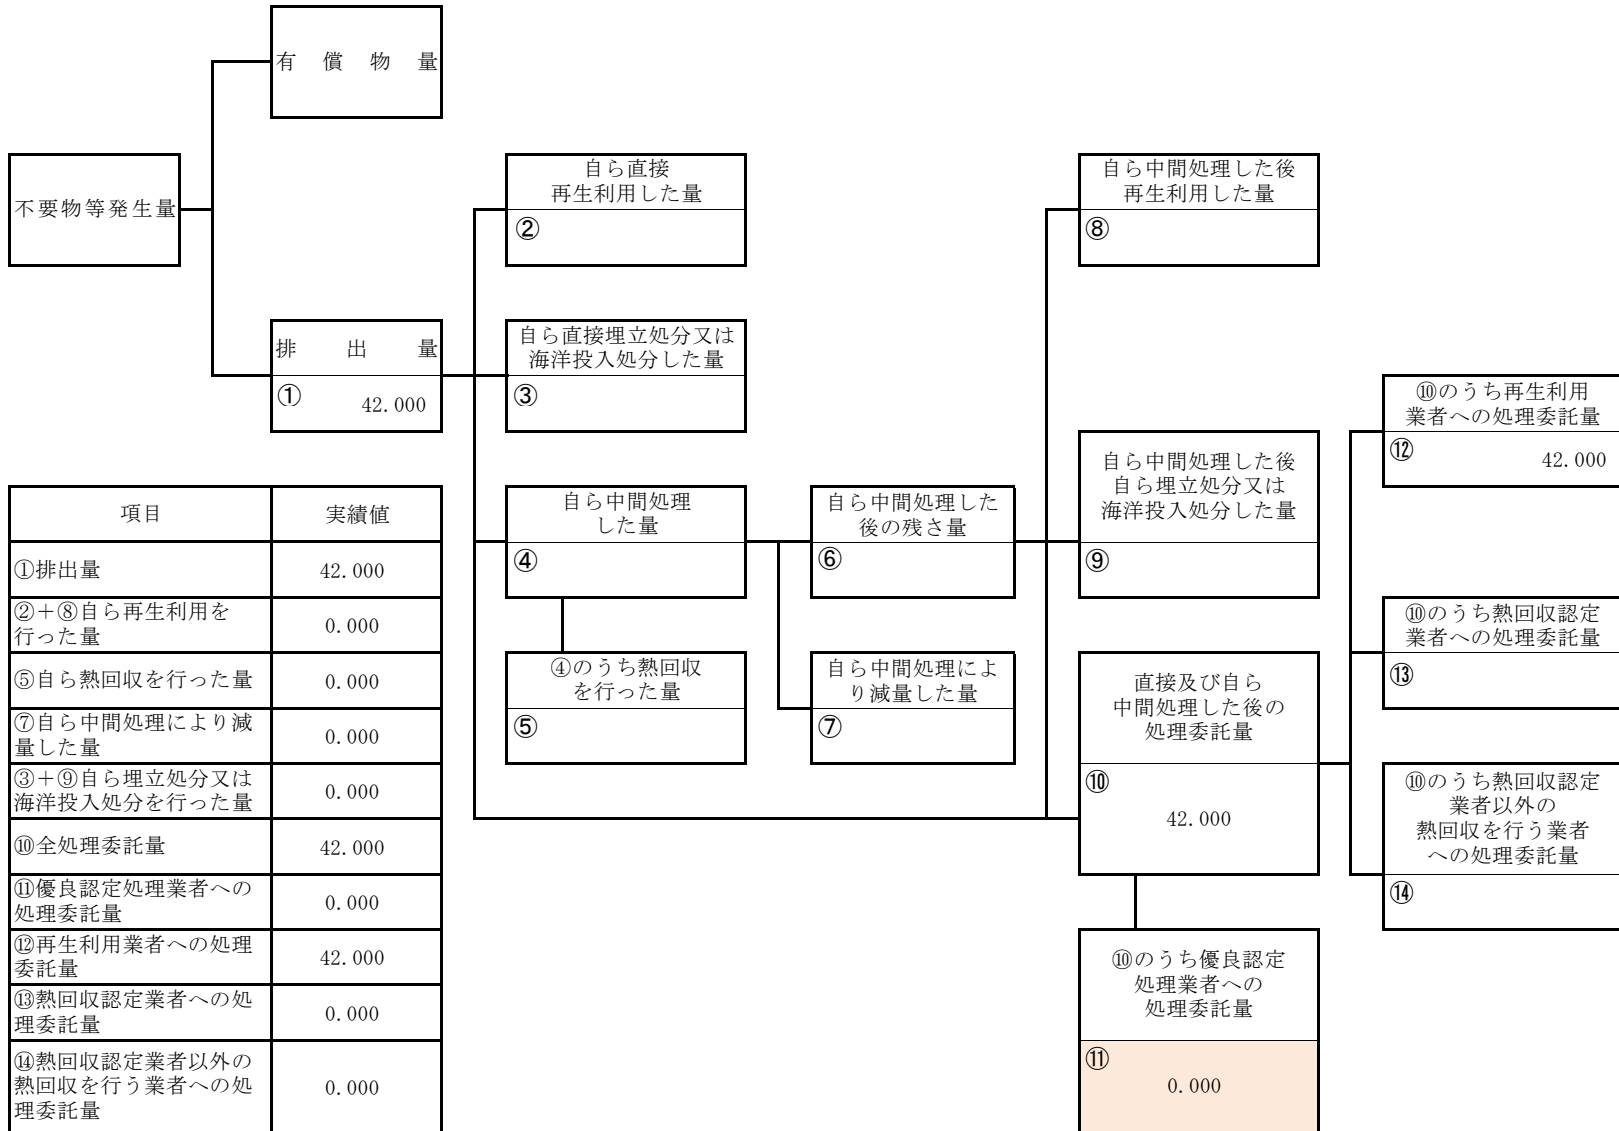 有償物量
不要物等発生量
排出量
①
42.000
自ら直接
再生利用した量
②
自ら直接埋立処分又は
海洋投入処分した量
③
自ら中間処理
した量
④
④のうち熱回収
を行った量
⑤
自ら中間処理した
後の残さ量
⑥
自ら中間処理によ
り減量した量
⑦
自ら中間処理した後
再生利用した量
⑧
自ら中間処理した後
自ら埋立処分又は
海洋投入処分した量
⑨
直接及び自ら
中間処理した後の
処理委託量
⑩
42.000
⑩のうち優良認定
処理業者への
処理委託量
⑪
0.000
⑩のうち再生利用
業者への処理委託量
⑫
42.000
⑩のうち熱回収認定
業者への処理委託量
⑬
⑩のうち熱回収認定
業者以外の
熱回収を行う業者
への処理委託量
⑭
項目 実績値
①排出量 42.000
②+⑧自ら再生利用を
行った量 0.000
⑤自ら熱回収を行った量 0.000
⑦自ら中間処理により減
量した量 0.000
③+⑨自ら埋立処分又は
海洋投入処分を行った量 0.000
⑩全処理委託量 42.000
⑪優良認定処理業者への
処理委託量 0.000
⑫再生利用業者への処理
委託量 42.000
⑬熱回収認定業者への処
理委託量 0.000
⑭熱回収認定業者以外の
熱回収を行う業者への処
理委託量 0.000